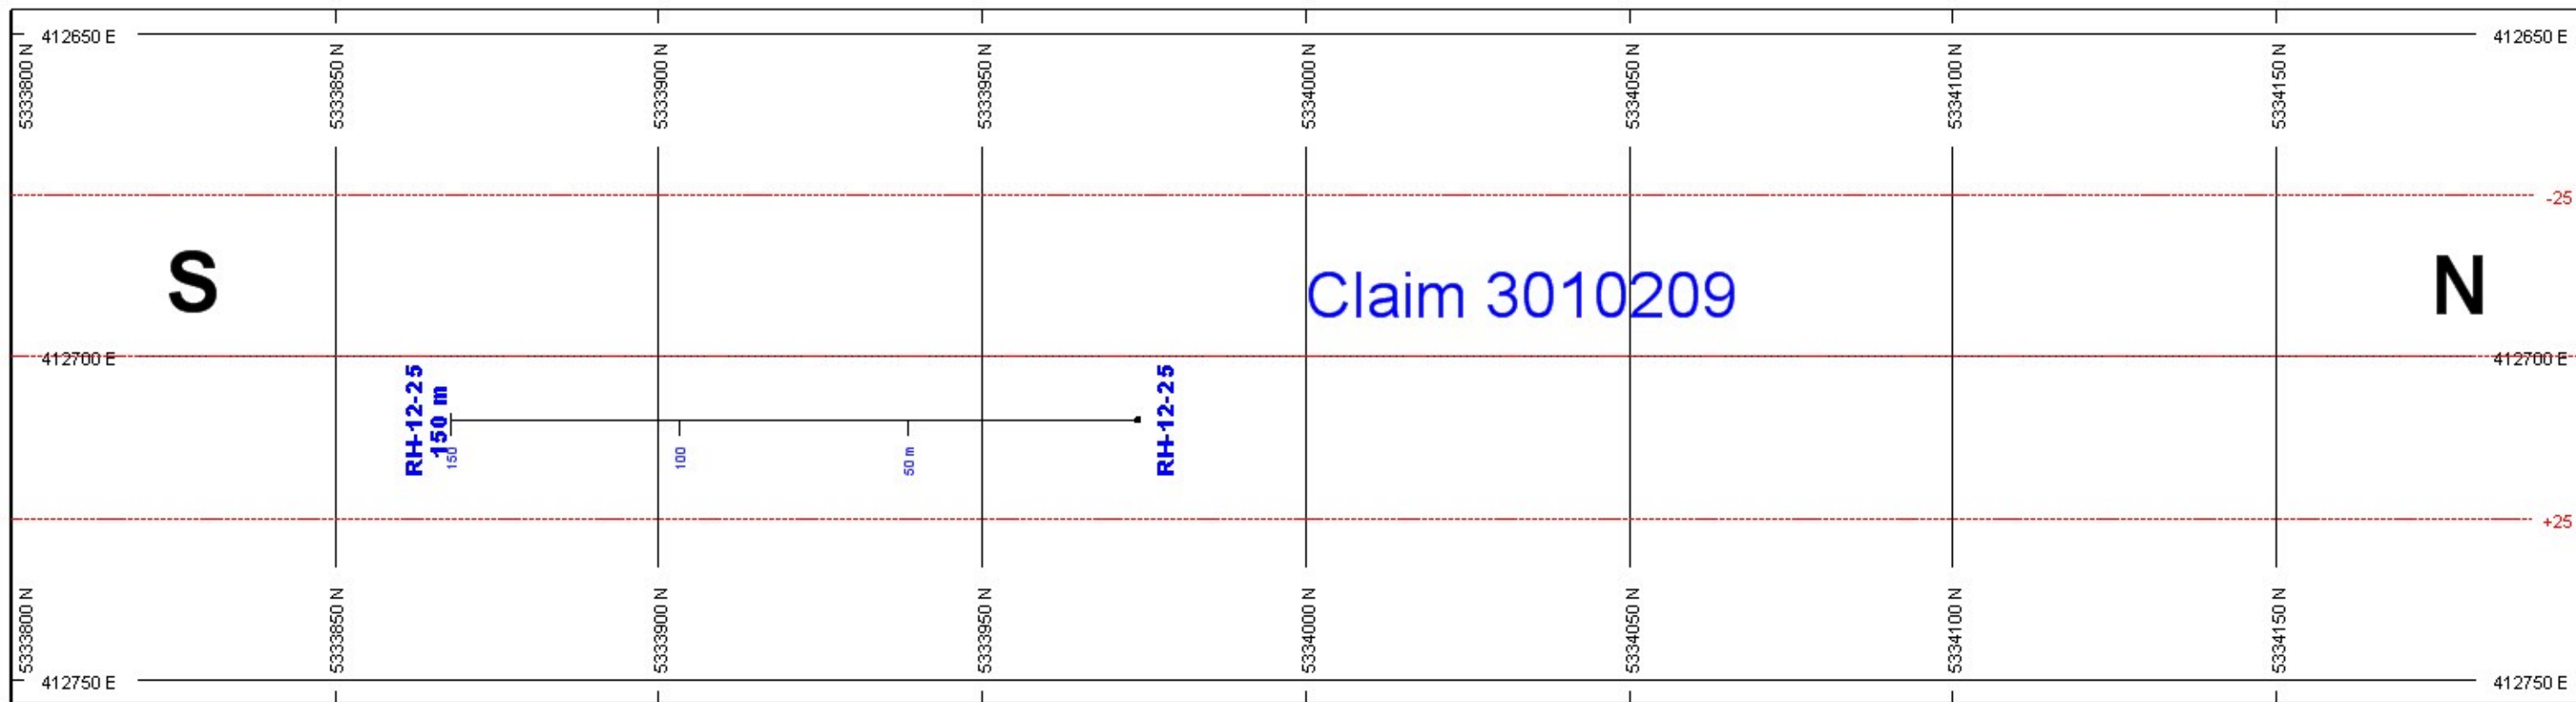 412650 E
412650 E
5333800 N
5333850 N
5333900 N
5333950 N
5334000 N
5334050 N
5334100 N
5334150 N
-25
S
Claim 3010209
N
412700 E
412700 E
RH-12-25
150 m
RH-12-25
150
100
50 m
+25
5333800 N
5333850 N
5333900 N
5333950 N
5334000 N
5334050 N
5334100 N
5334150 N
412750 E
412750 E